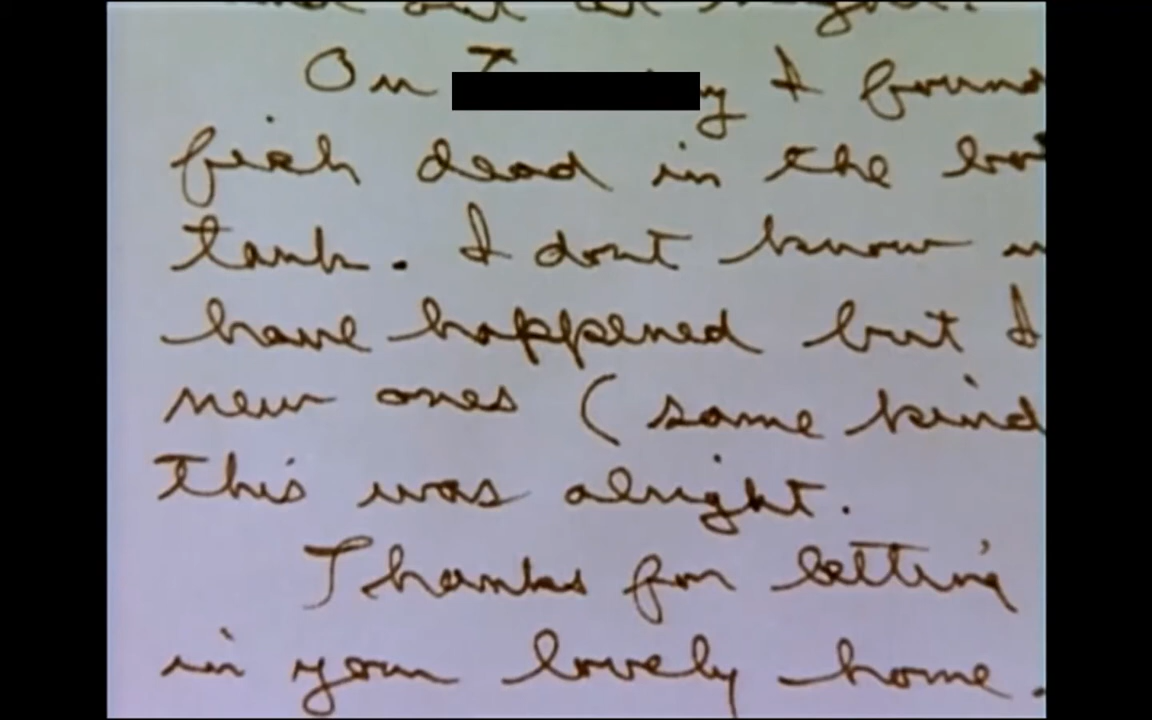 On I found
fish dead in the
tank. I dont know
have happened but I
new ones ( same kind
this was alright.
Thanks for letting
in your lovely home.